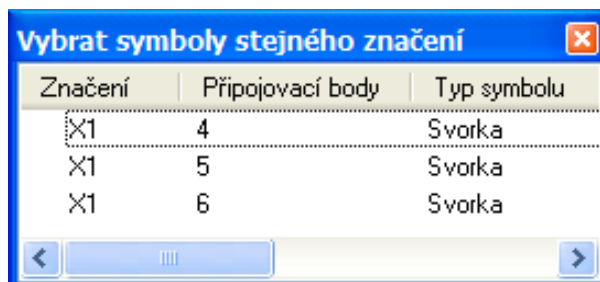 Vybrat symboly stejného značení
Značení Připojovací body Typ symbolu
X1 4 Svorka
X1 5 Svorka
X1 6 Svorka